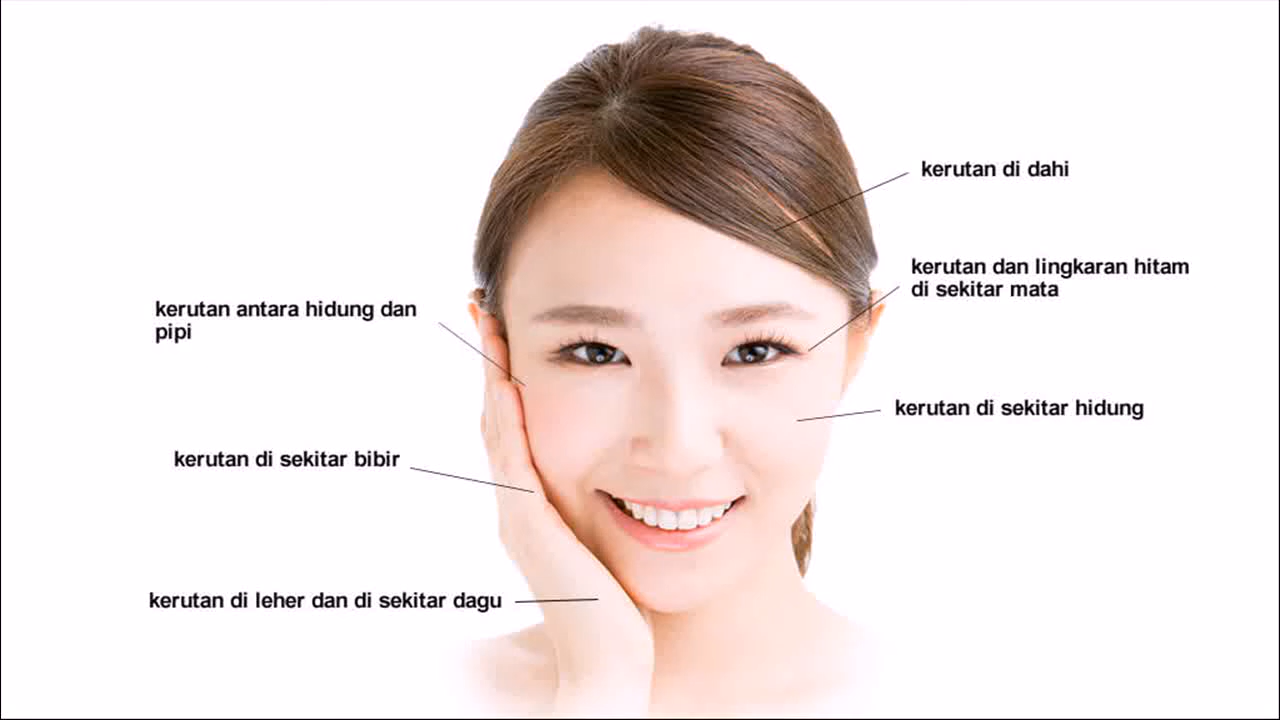 kerutan di dahi
kerutan dan lingkaran hitam
di sekitar mata
kerutan antara hidung dan
pipi
kerutan di sekitar hidung
kerutan di sekitar bibir
kerutan di leher dan di sekitar dagu